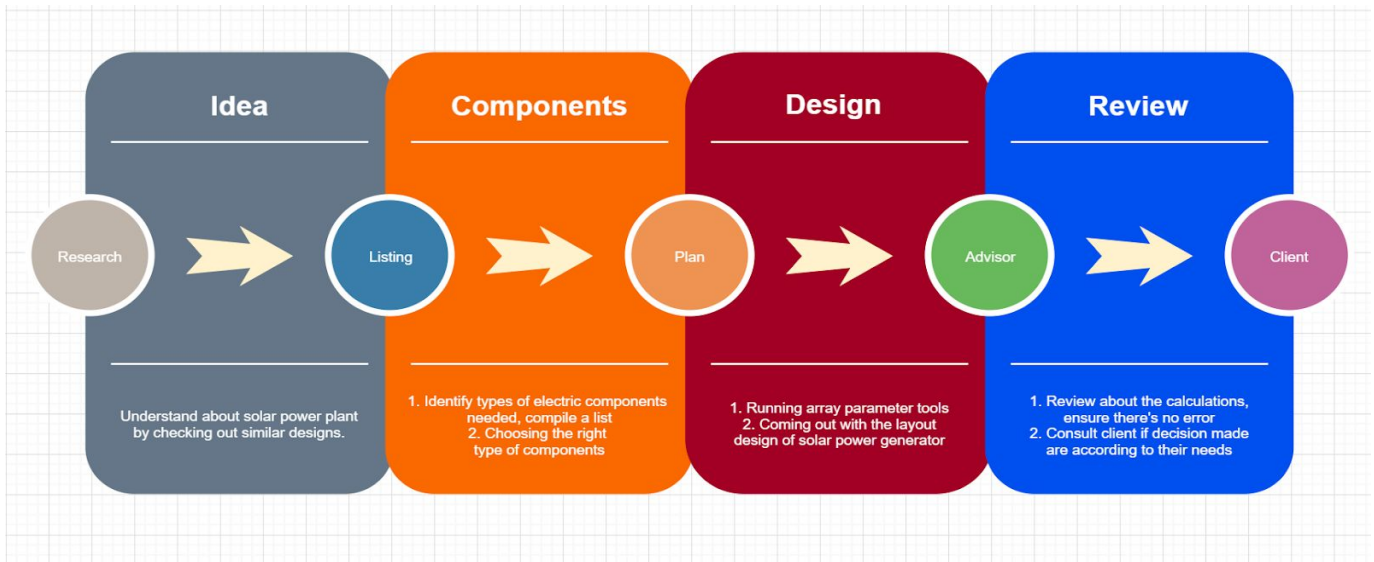 Idea
Components
Design
Review
Research
Listing
Plan
Advisor
Client
Understand about solar power plant
by checking out similar designs.
1. Identify types of electric components
needed, compile a list
2. Choosing the right
type of components
1. Running array parameter tools
2. Coming out with the layout
design of solar power generator
1. Review about the calculations,
ensure there's no error
2. Consult client if decision made
are according to their needs